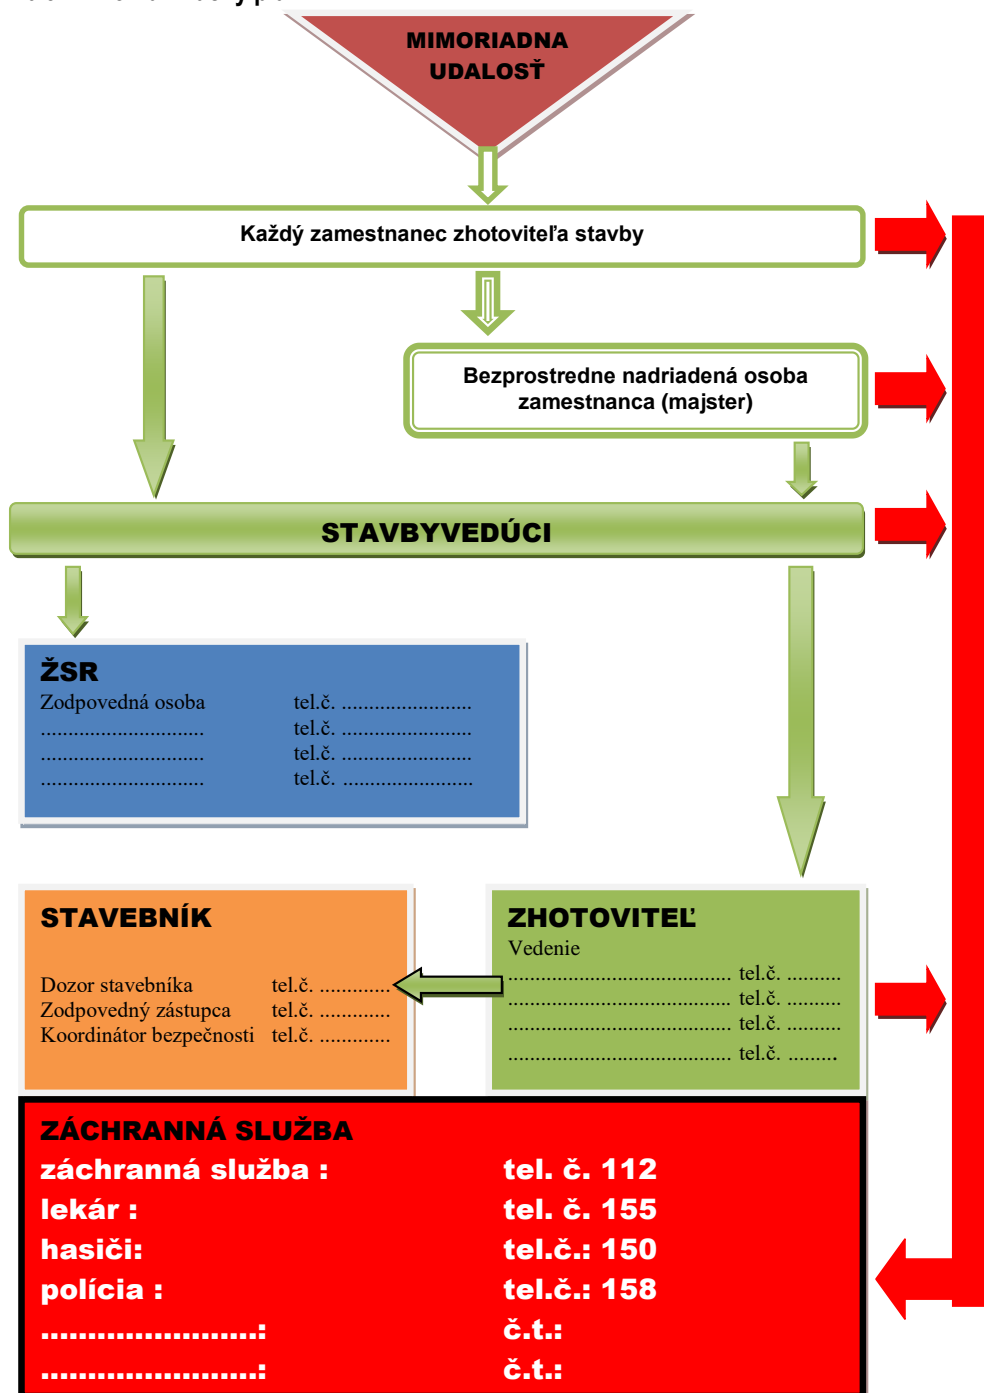 MIMORIADNA
UDALOSŤ
Každý zamestnanec zhotoviteľa stavby
Bezprostredne nadriadená osoba
zamestnanca (majster)
STAVBYVEDÚCI
ŽSR
Zodpovedná osoba tel.č. ........................
.............................. tel.č. ........................
.............................. tel.č. ........................
.............................. tel.č. ........................
STAVEBNÍK
Dozor stavebníka tel.č. .............
Zodpovedný zástupca tel.č. .............
Koordinátor bezpečnosti tel.č. .............
ZHOTOVITEĽ
Vedenie
......................................... tel.č. ..........
......................................... tel.č. ..........
......................................... tel.č. ..........
......................................... tel.č. .........
ZÁCHRANNÁ SLUŽBA
záchranná služba : tel. č. 112
lekár : tel. č. 155
hasiči: tel.č.: 150
polícia : tel.č.: 158
.......................: č.t.:
.......................: č.t.: